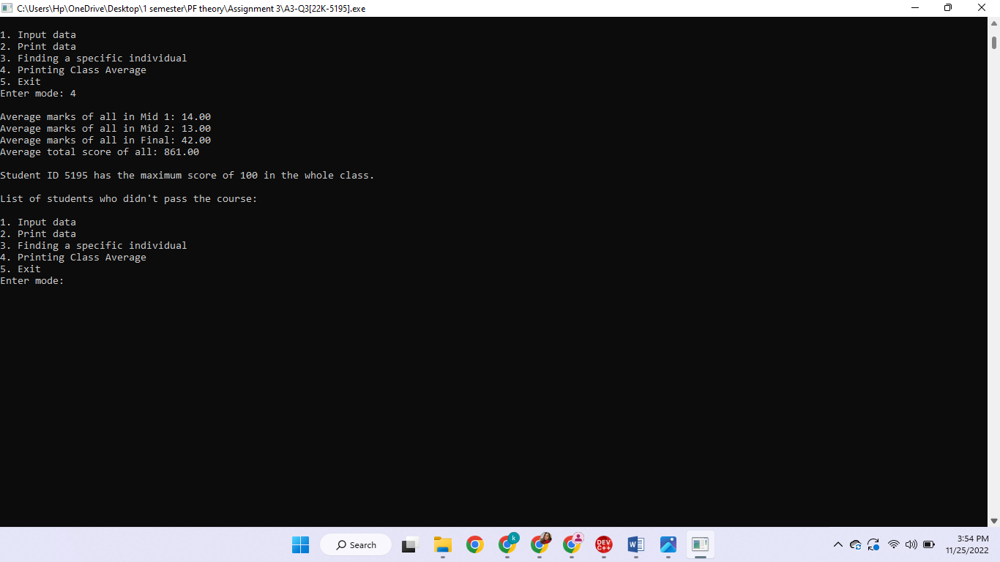 C:\Users\Hp\OneDrive\Desktop\1 semester\PF theory\Assignment 3\A3-Q3[22K-5195].exe
1. Input data
2. Print data
3. Finding a specific individual
4. Printing Class Average
5. Exit
Enter mode: 4
Average marks of all in Mid 1: 14.00
Average marks of all in Mid 2: 13.00
Average marks of all in Final: 42.00
Average total score of all: 861.00
Student ID 5195 has the maximum score of 100 in the whole class.
List of students who didn't pass the course:
1. Input data
2. Print data
3. Finding a specific individual
4. Printing Class Average
5. Exit
Enter mode:
Search
k
DEV
C++
W
3:54 PM
11/25/2022